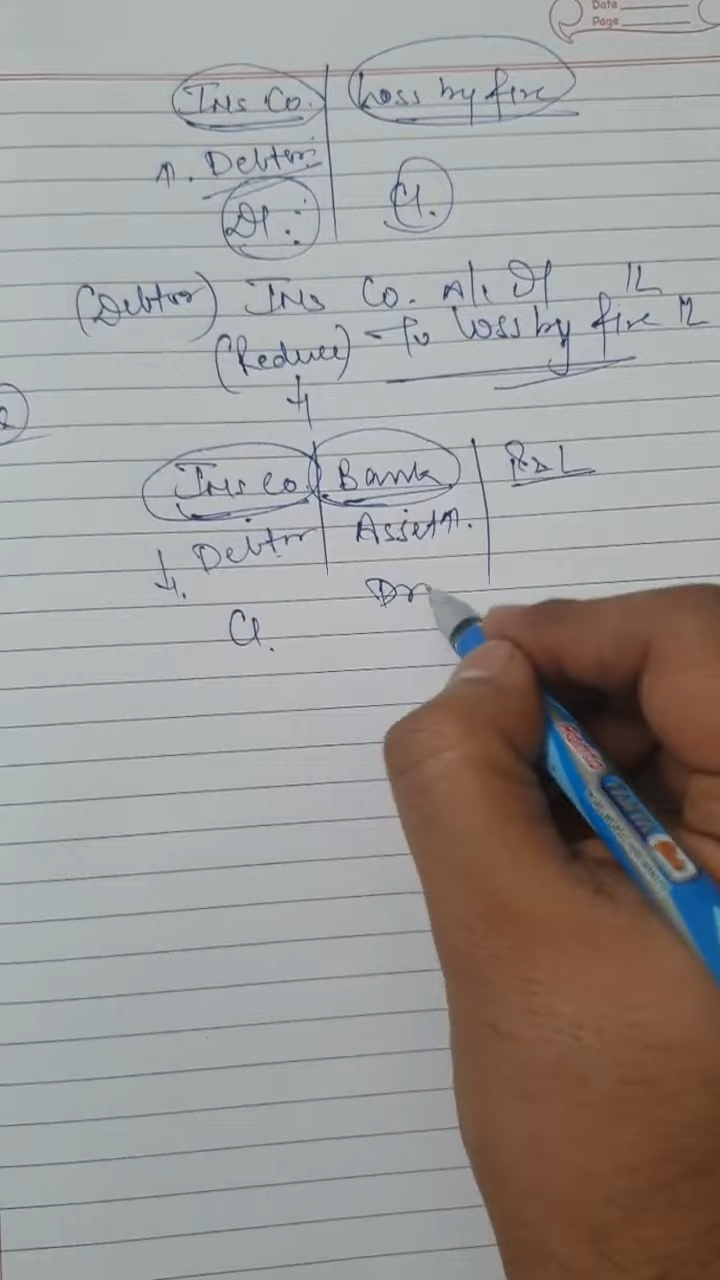 Date
Page
Ins Co. Loss by fire
↑. Debtor
Dr. Cr.
(Debtor) Ins Co. A/c Dr 1L
(Reduce) - To Loss by fire 1L
Ins Co. Bank P&L
↓ Debtor Asset↑.
Cr. Dr